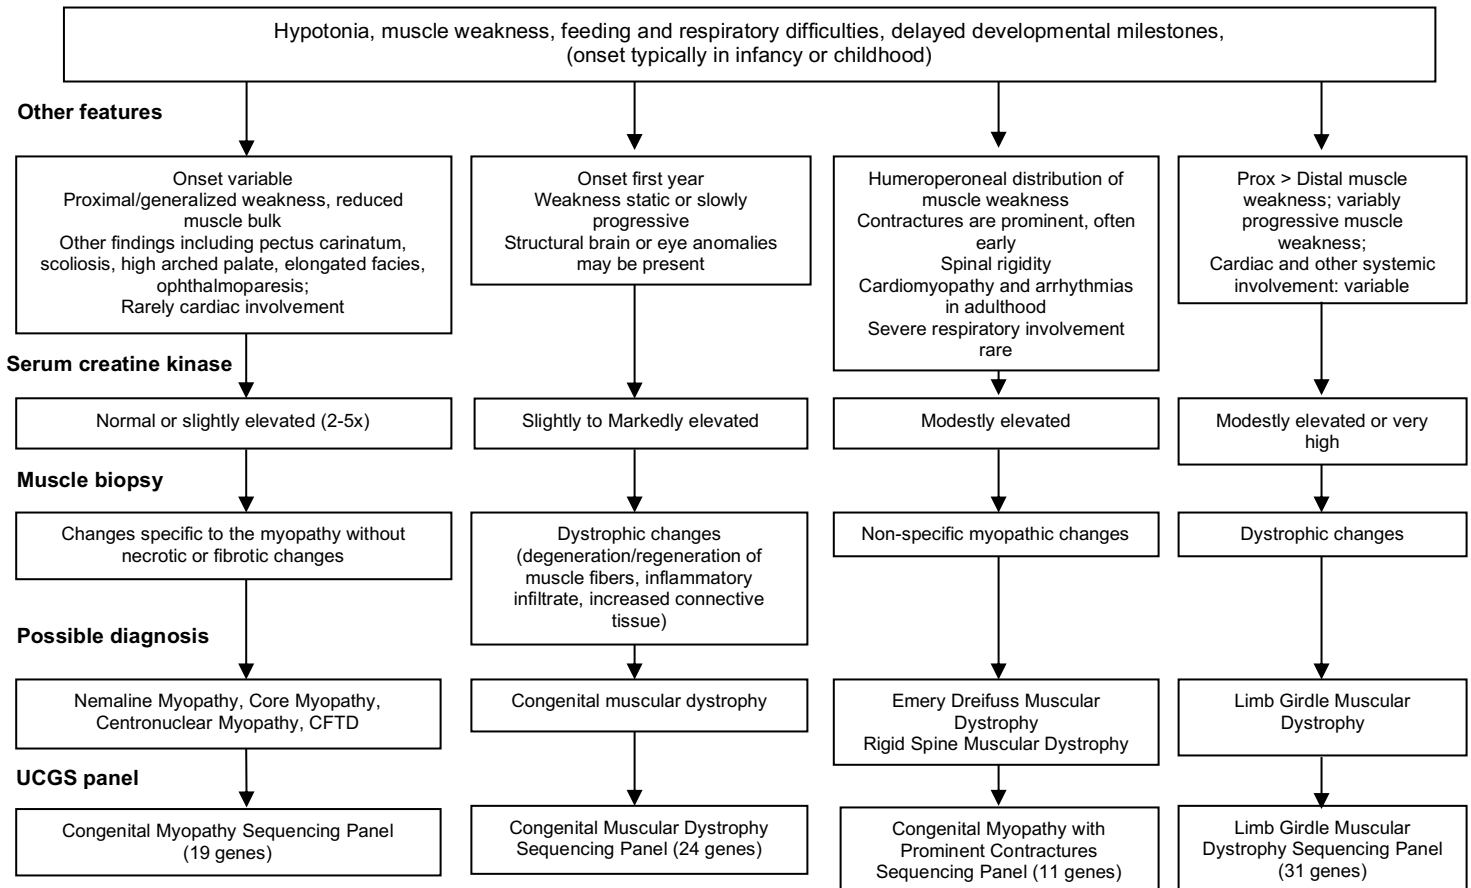 Hypotonia, muscle weakness, feeding and respiratory difficulties, delayed developmental milestones,
(onset typically in infancy or childhood)
Other features
Onset variable
Proximal/generalized weakness, reduced
muscle bulk
Other findings including pectus carinatum,
scoliosis, high arched palate, elongated facies,
ophthalmoparesis;
Rarely cardiac involvement
Onset first year
Weakness static or slowly
progressive
Structural brain or eye anomalies
may be present
Humeroperoneal distribution of
muscle weakness
Contractures are prominent, often
early
Spinal rigidity
Cardiomyopathy and arrhythmias
in adulthood
Severe respiratory involvement
rare
Prox > Distal muscle
weakness; variably
progressive muscle
weakness;
Cardiac and other systemic
involvement: variable
Serum creatine kinase
Normal or slightly elevated (2-5x)
Slightly to Markedly elevated
Modestly elevated
Modestly elevated or very
high
Muscle biopsy
Changes specific to the myopathy without
necrotic or fibrotic changes
Dystrophic changes
(degeneration/regeneration of
muscle fibers, inflammatory
infiltrate, increased connective
tissue)
Non-specific myopathic changes
Dystrophic changes
Possible diagnosis
Nemaline Myopathy, Core Myopathy,
Centronuclear Myopathy, CFTD
Congenital muscular dystrophy
Emery Dreifuss Muscular
Dystrophy
Rigid Spine Muscular Dystrophy
Limb Girdle Muscular
Dystrophy
UCGS panel
Congenital Myopathy Sequencing Panel
(19 genes)
Congenital Muscular Dystrophy
Sequencing Panel (24 genes)
Congenital Myopathy with
Prominent Contractures
Sequencing Panel (11 genes)
Limb Girdle Muscular
Dystrophy Sequencing Panel
(31 genes)